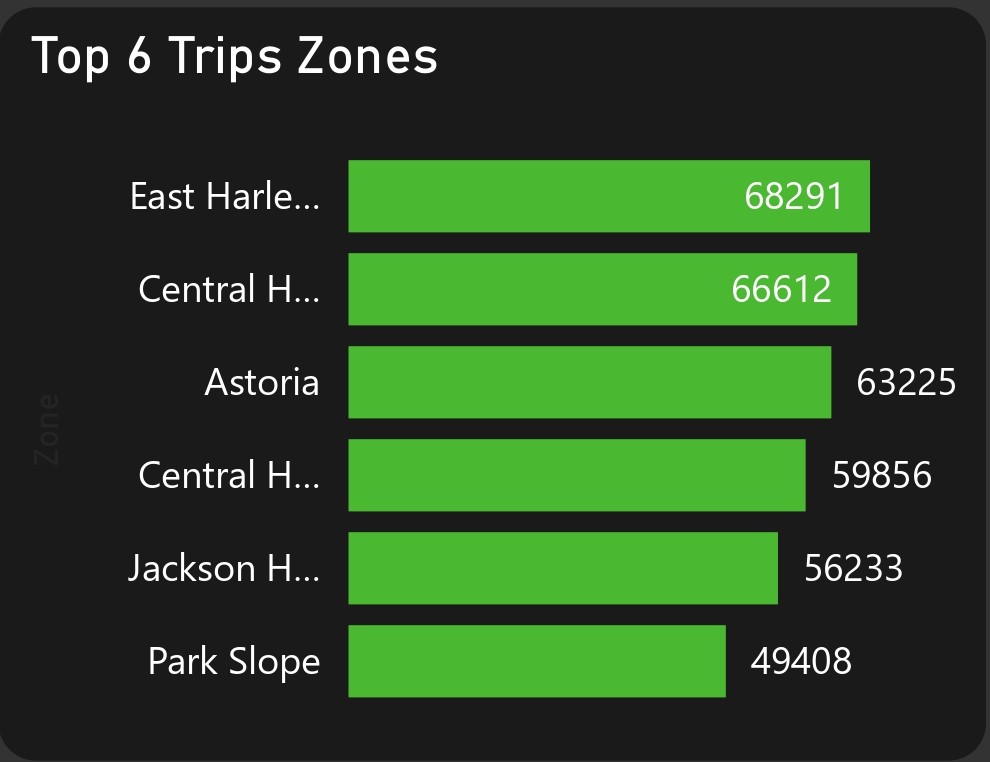 Top 6 Trips Zones
East Harle... 68291
Central H... 66612
Astoria 63225
Zone
Central H... 59856
Jackson H... 56233
Park Slope 49408